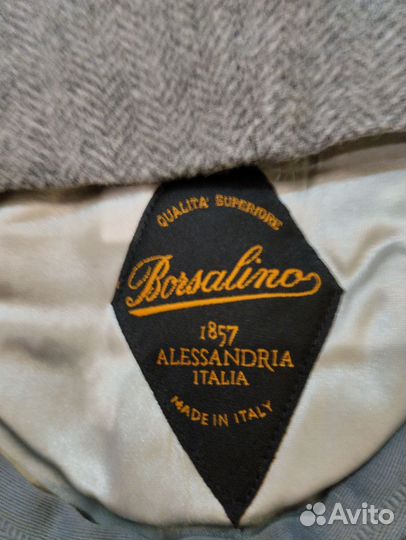 QUALITA' SUPERIORE
Borsalino
1857
ALESSANDRIA
ITALIA
MADE IN ITALY
Avito